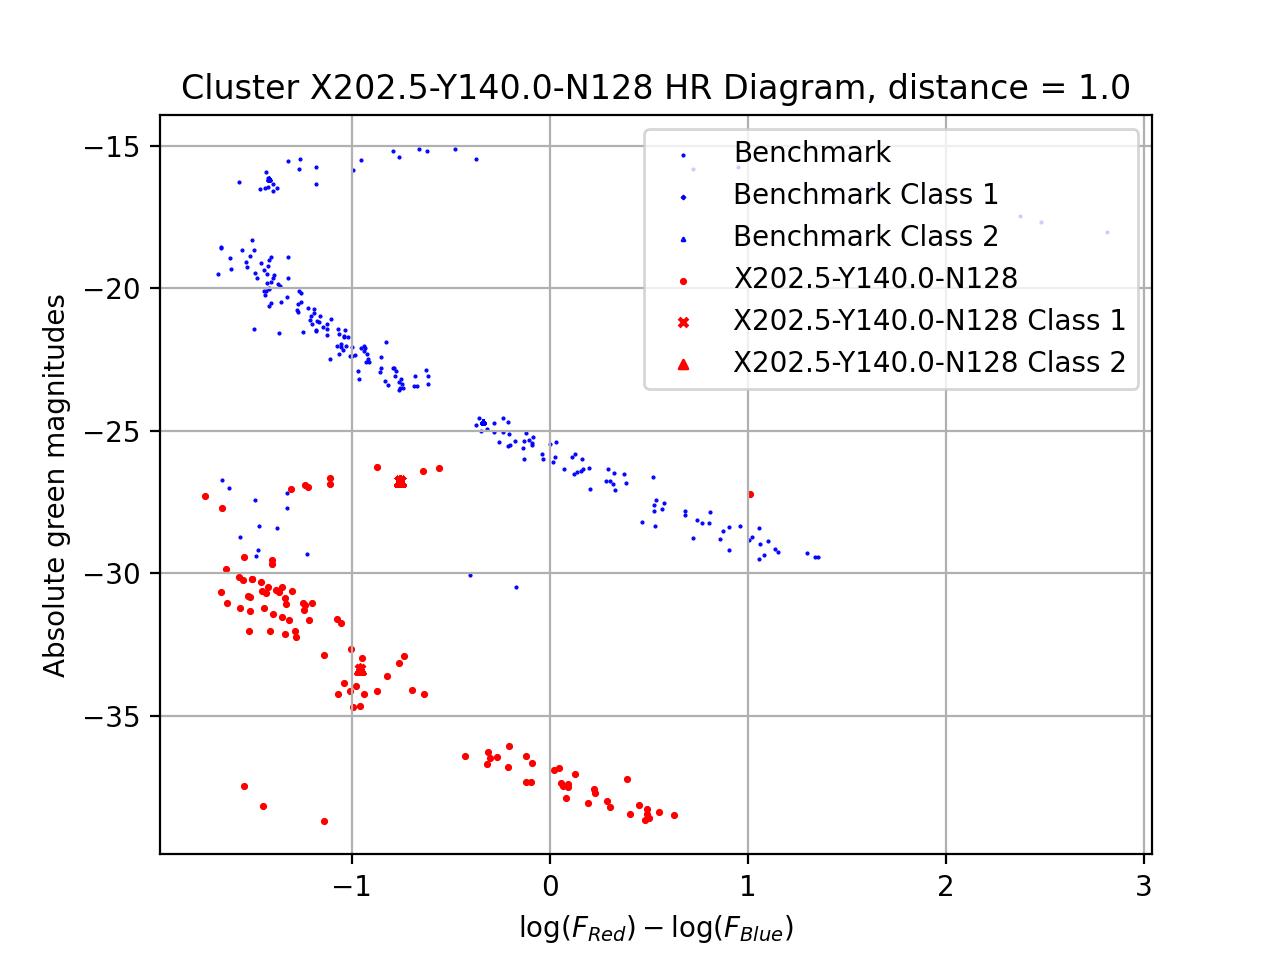 Cluster X202.5-Y140.0-N128 HR Diagram, distance = 1.0
Absolute green magnitudes
−15
−20
−25
−30
−35
Benchmark
Benchmark Class 1
Benchmark Class 2
X202.5-Y140.0-N128
X202.5-Y140.0-N128 Class 1
X202.5-Y140.0-N128 Class 2
−1 0 1 2 3
log(F_Red) − log(F_Blue)